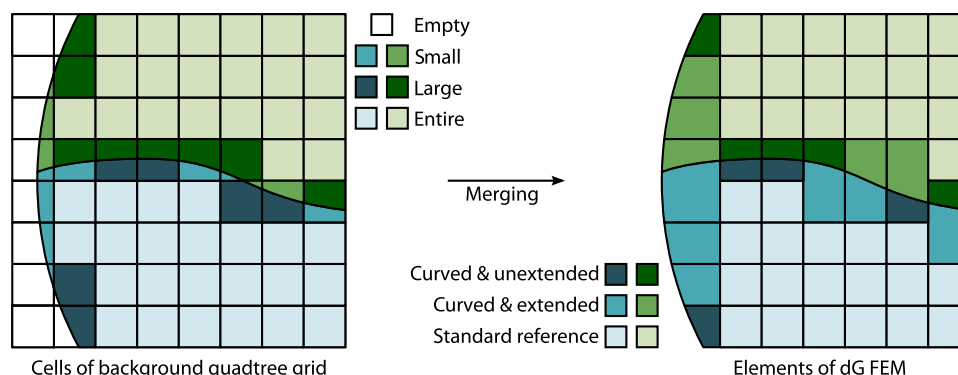 Empty
Small
Large
Entire
Merging
Curved & unextended
Curved & extended
Standard reference
Cells of background quadtree grid
Elements of dG FEM